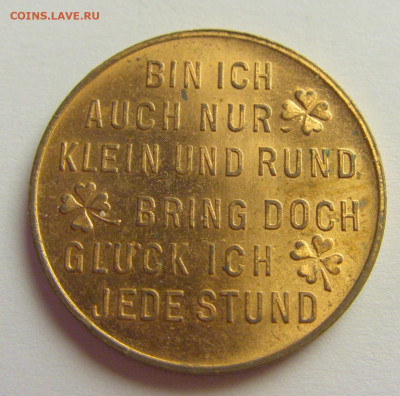 COINS.LAVE.RU
BIN ICH
AUCH NUR
KLEIN UND RUND
BRING DOCH
GLÜCK ICH
JEDE STUND